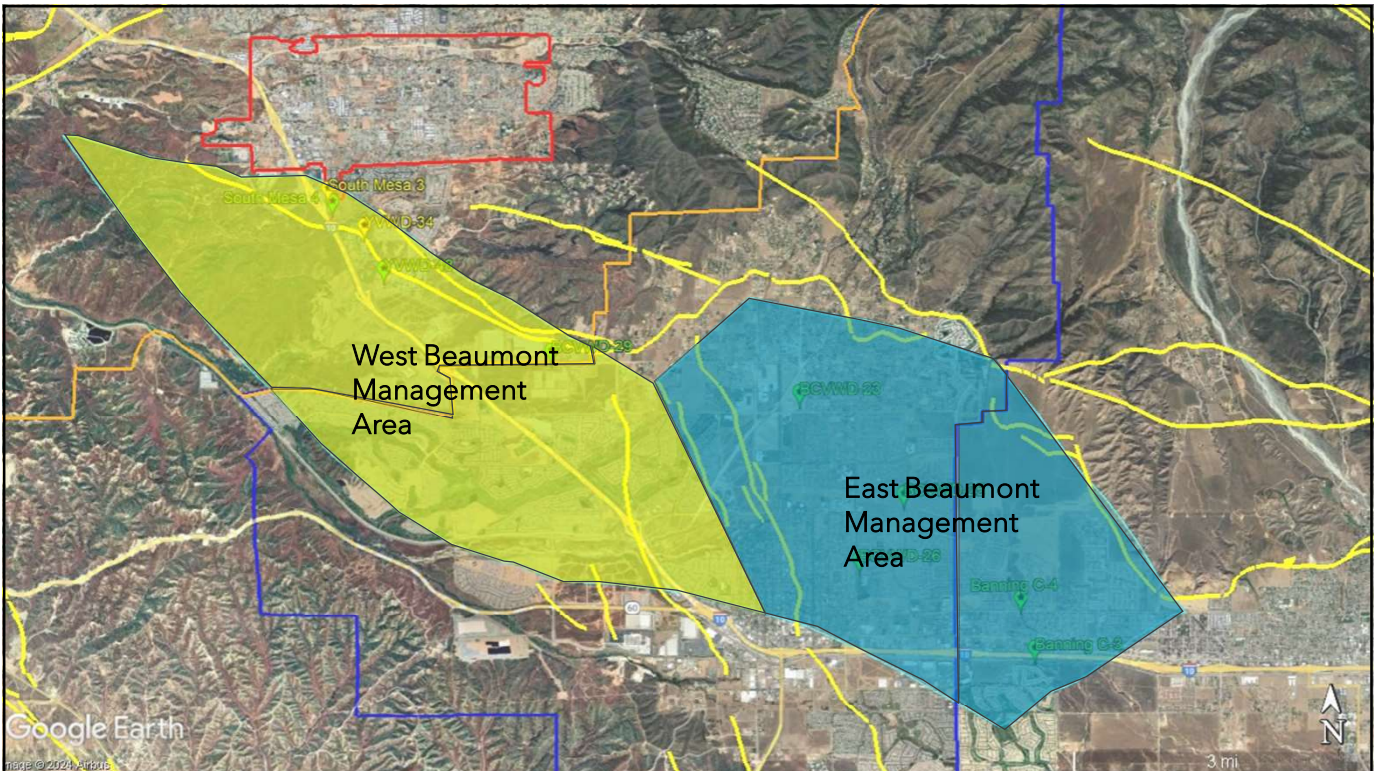 South Mesa 3
South Mesa 4
YVWD-34
10
BCVWD-29
West Beaumont
Management
Area
BCVWD-23
East Beaumont
Management
Area
Banning C-4
Banning C-3
60
10
10
Google Earth
N
3 mi